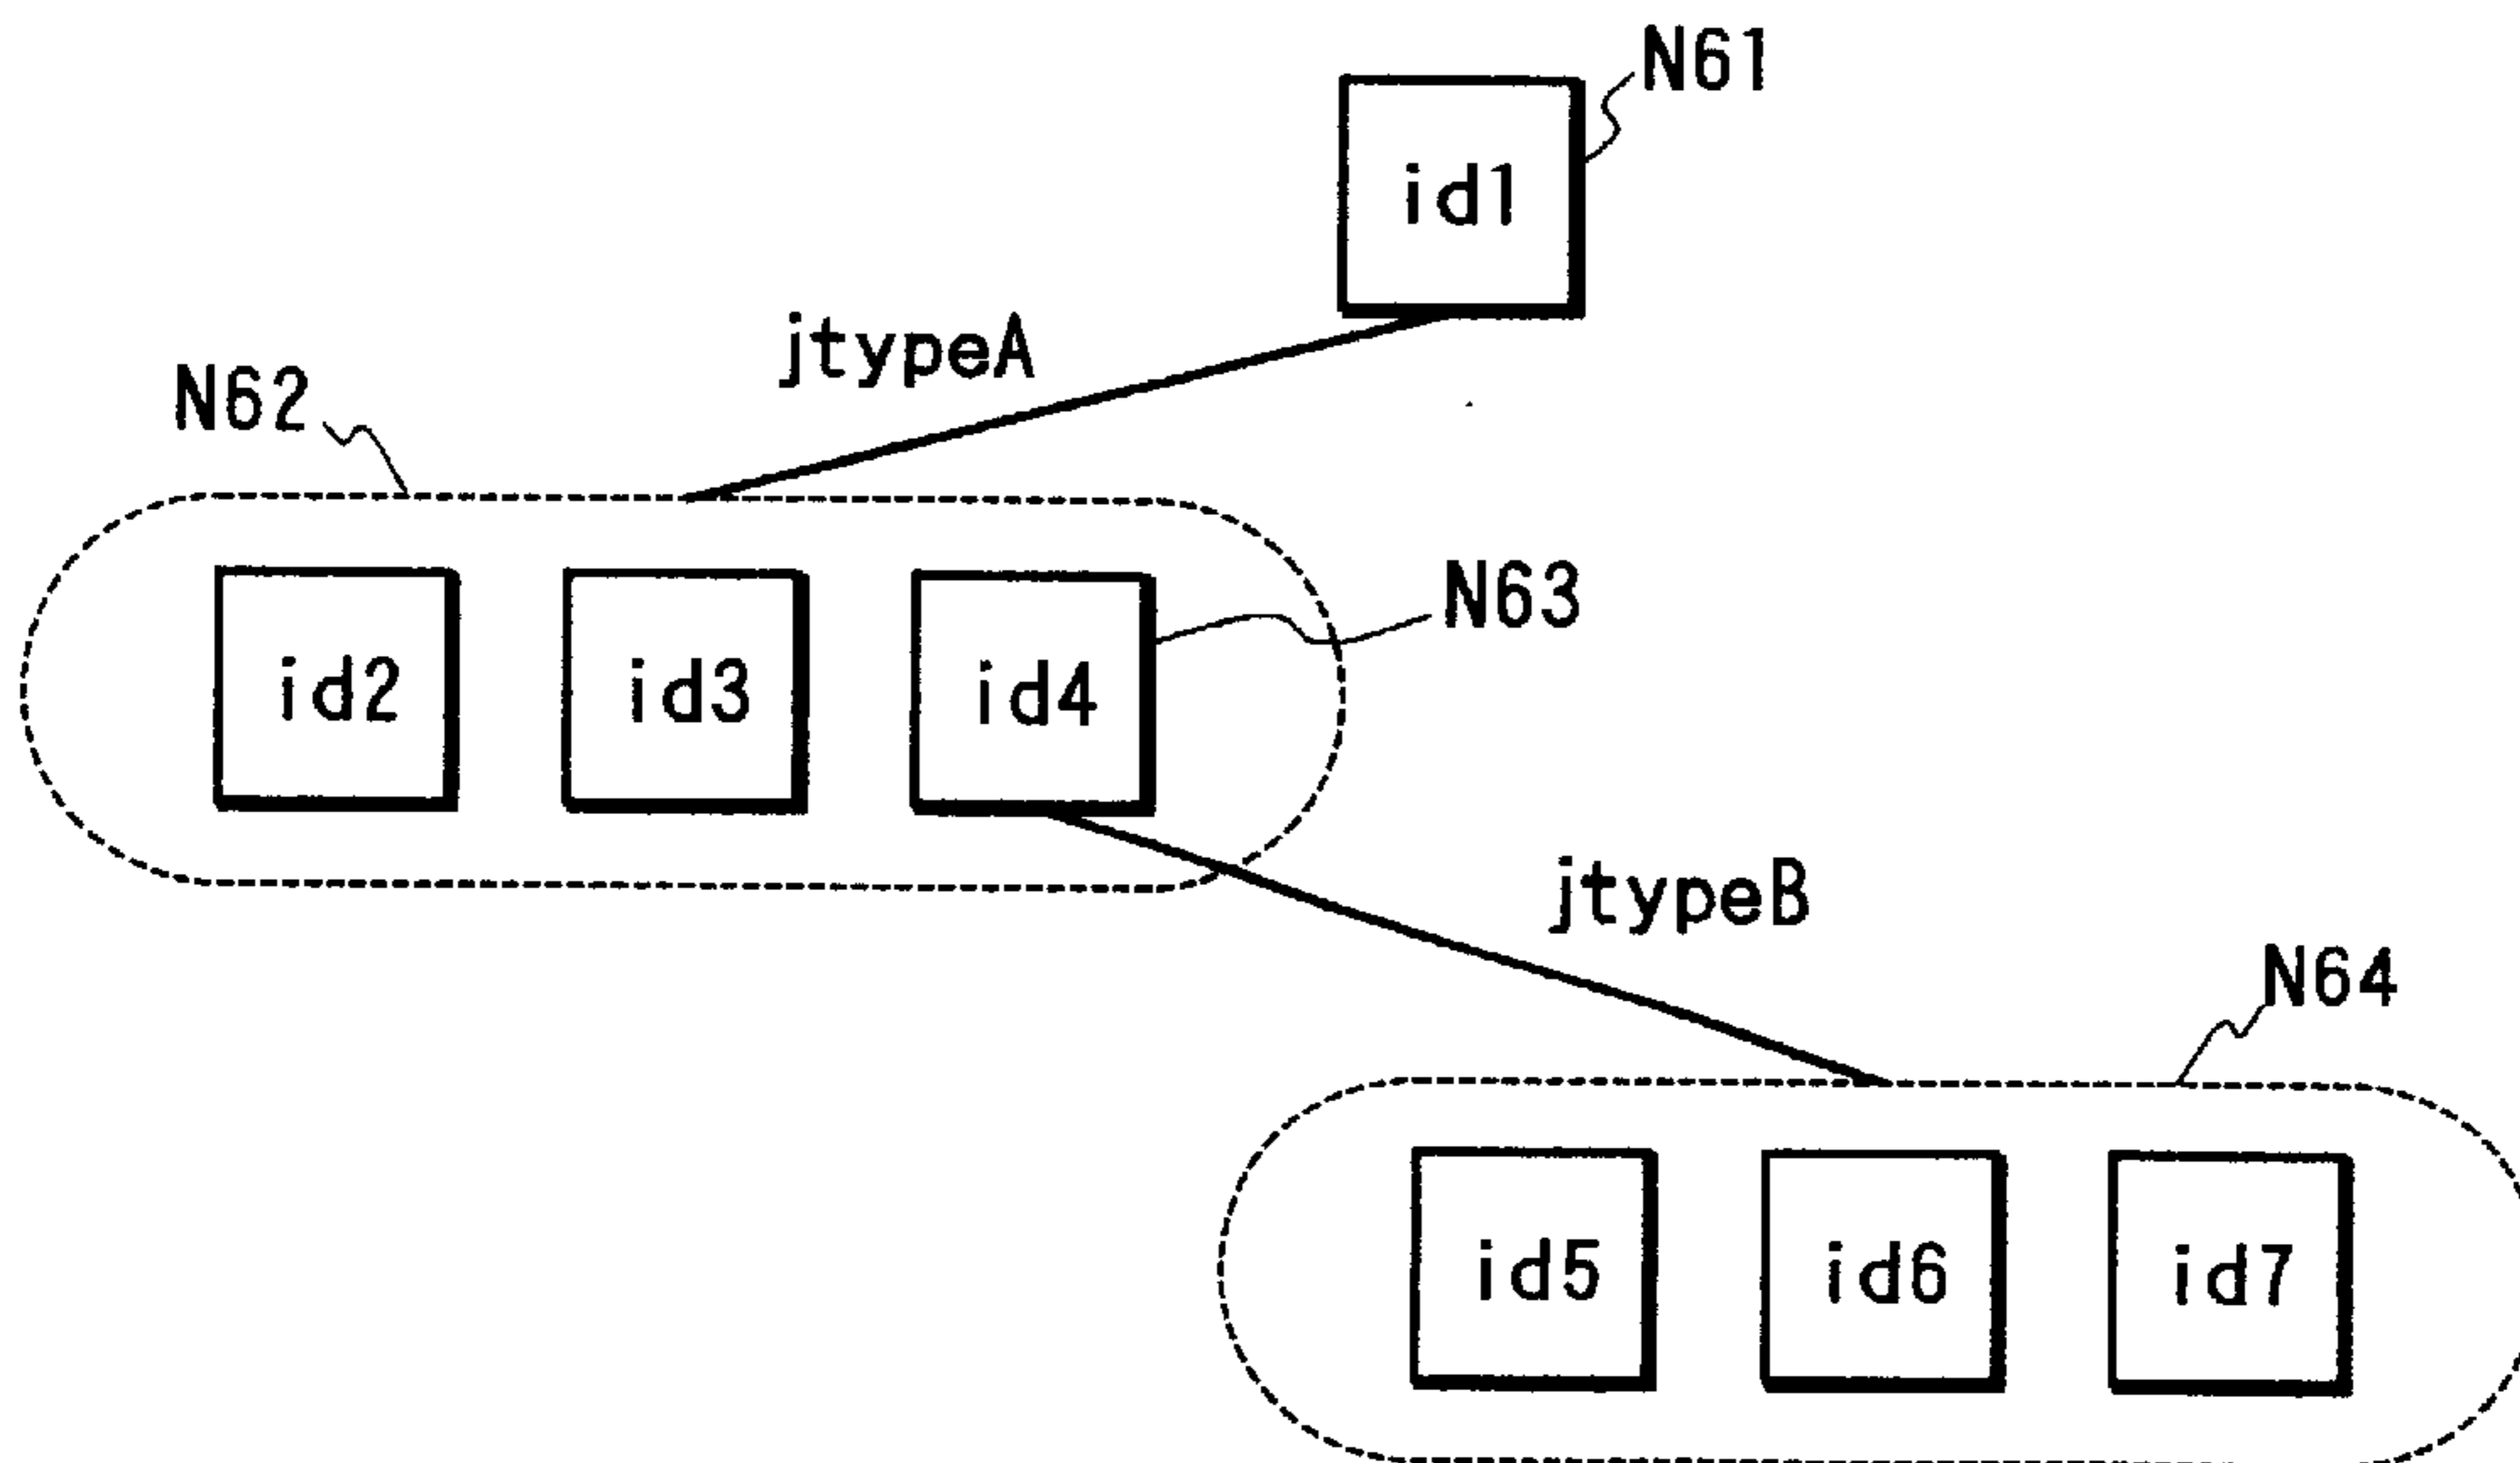 N61
id1
jtypeA
N62
N63
id2 id3 id4
jtypeB
N64
id5 id6 id7